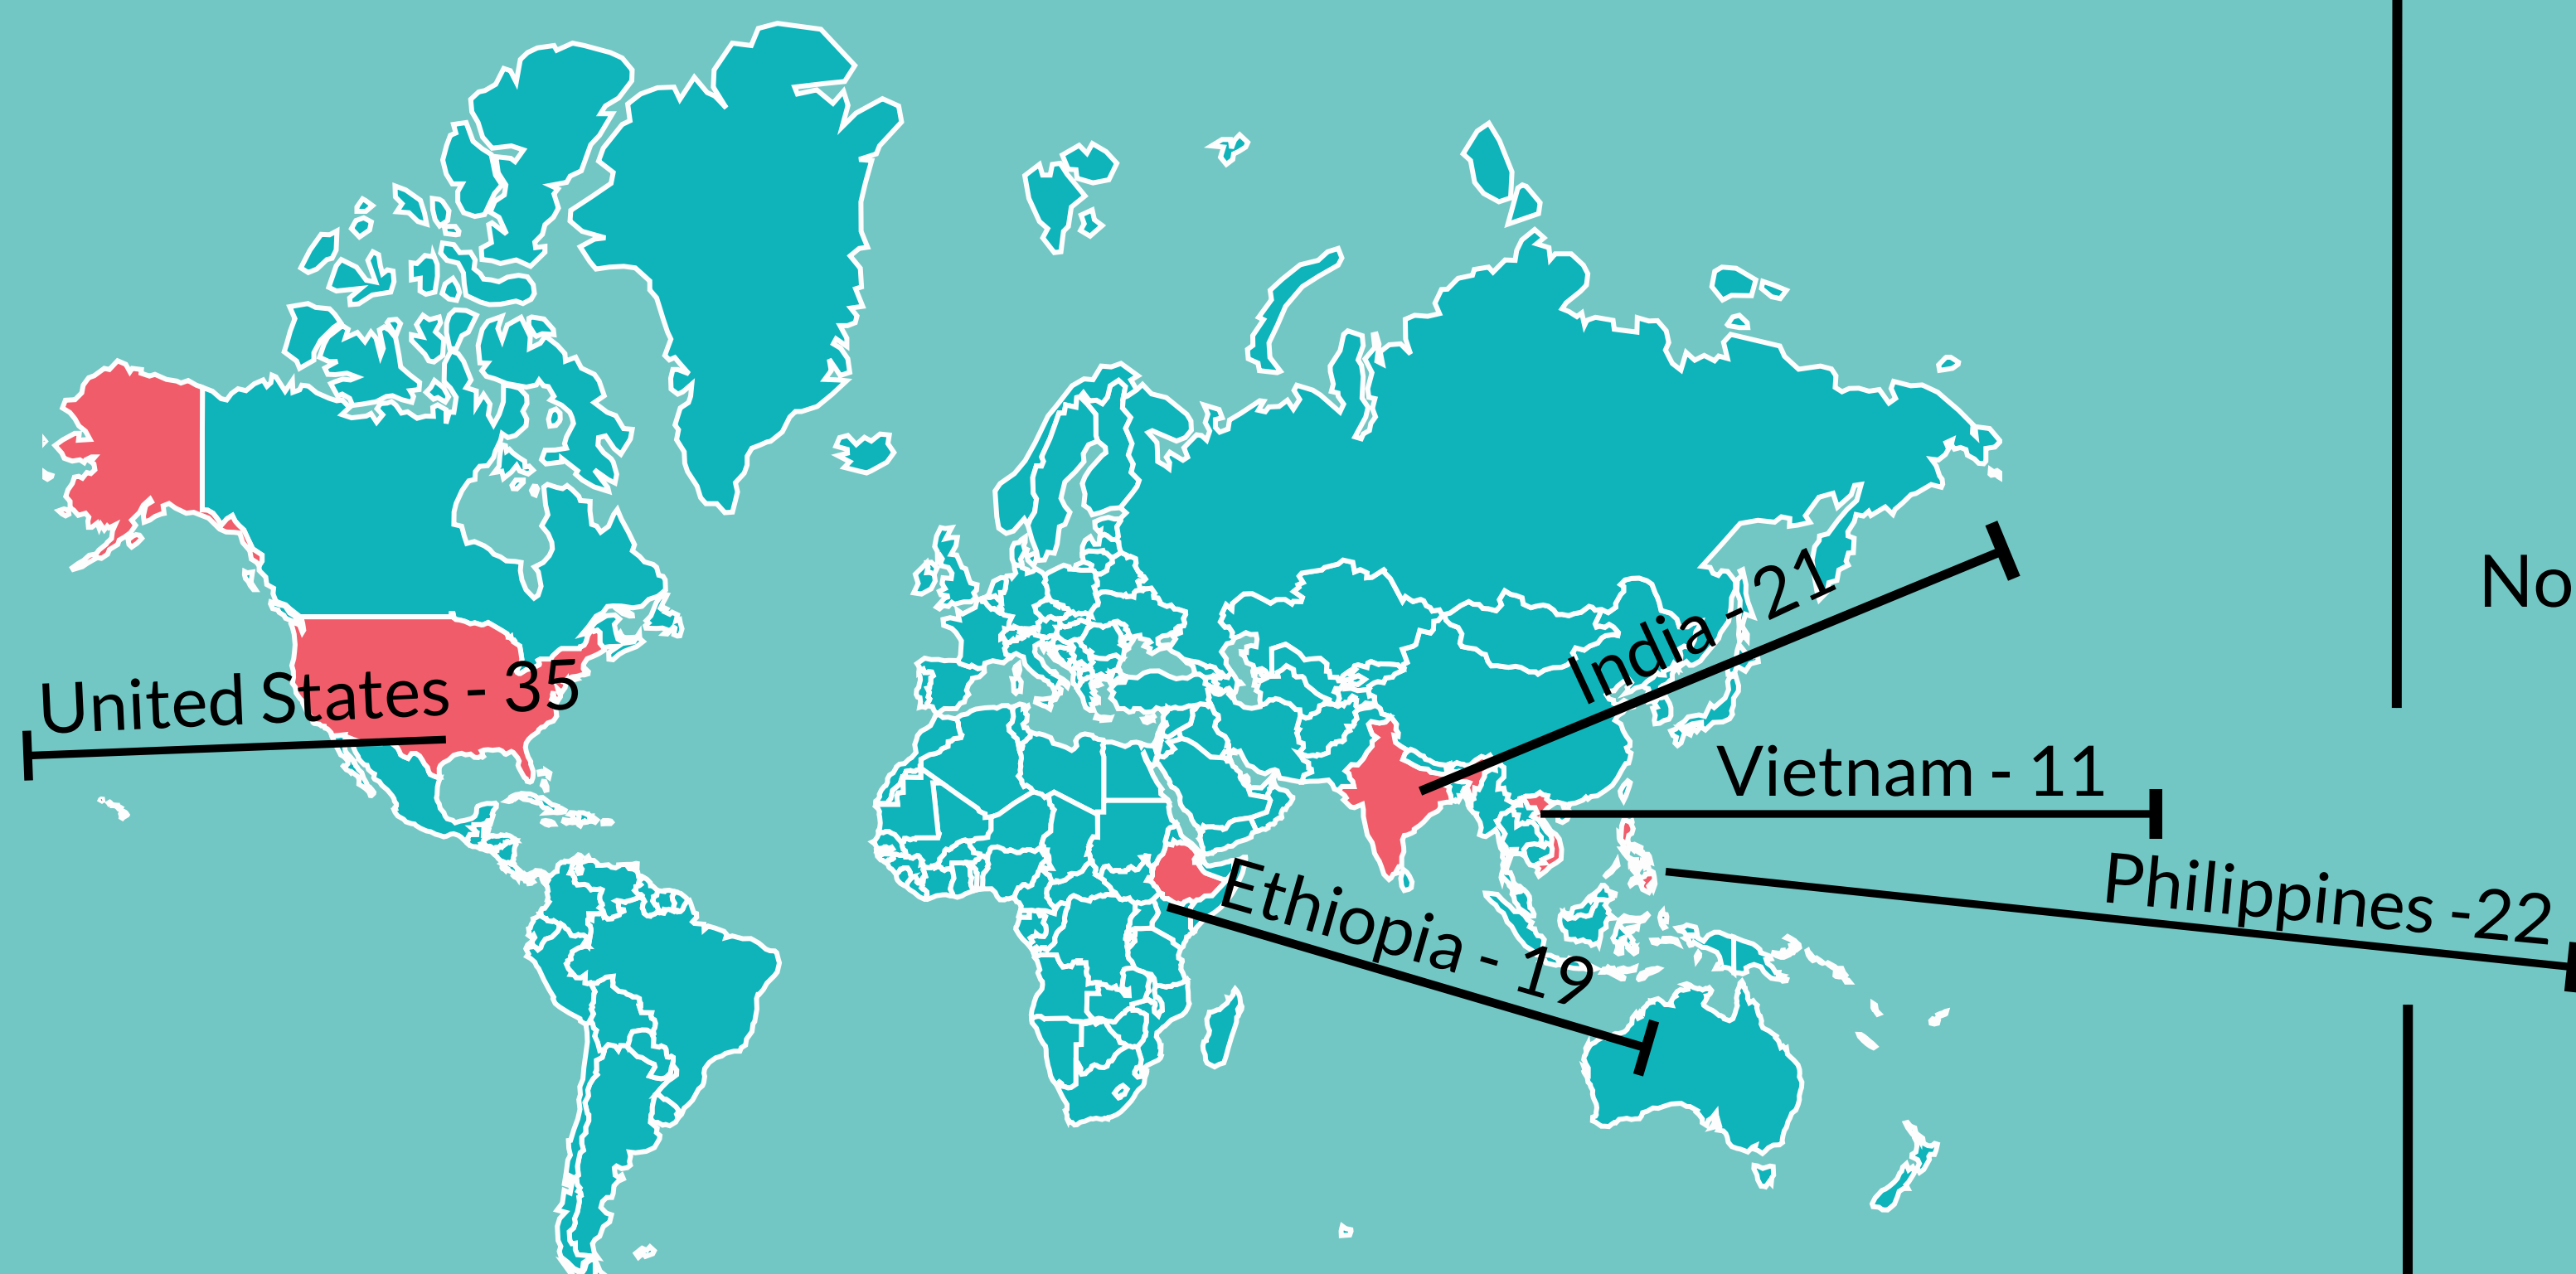 No
India - 21
United States - 35
Vietnam - 11
Philippines -22
Ethiopia - 19